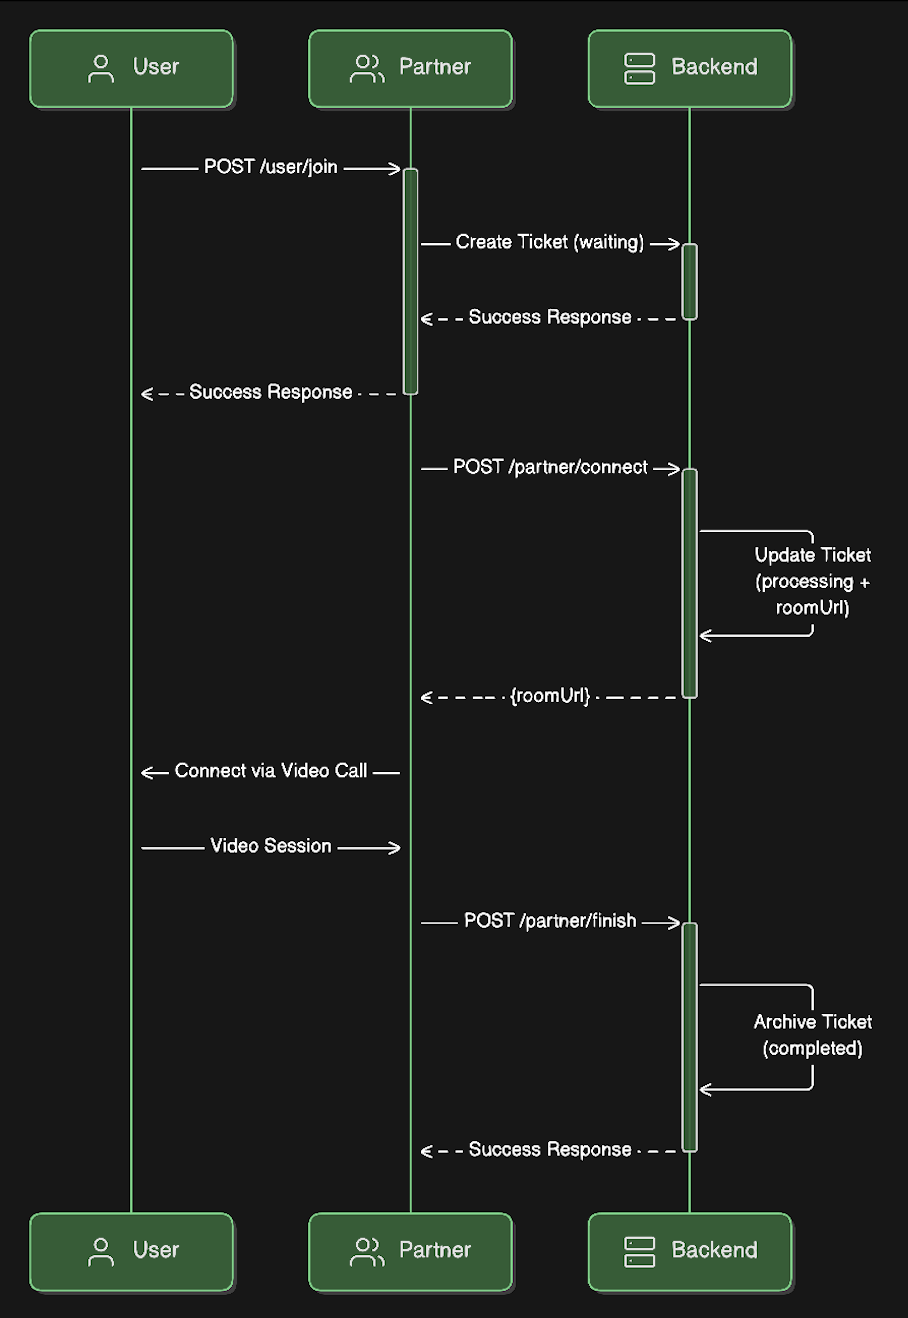 User
Partner
Backend
POST /user/join
Create Ticket (waiting)
Success Response
Success Response
POST /partner/connect
Update Ticket
(processing +
roomUrl)
{roomUrl}
Connect via Video Call
Video Session
POST /partner/finish
Archive Ticket
(completed)
Success Response
User
Partner
Backend